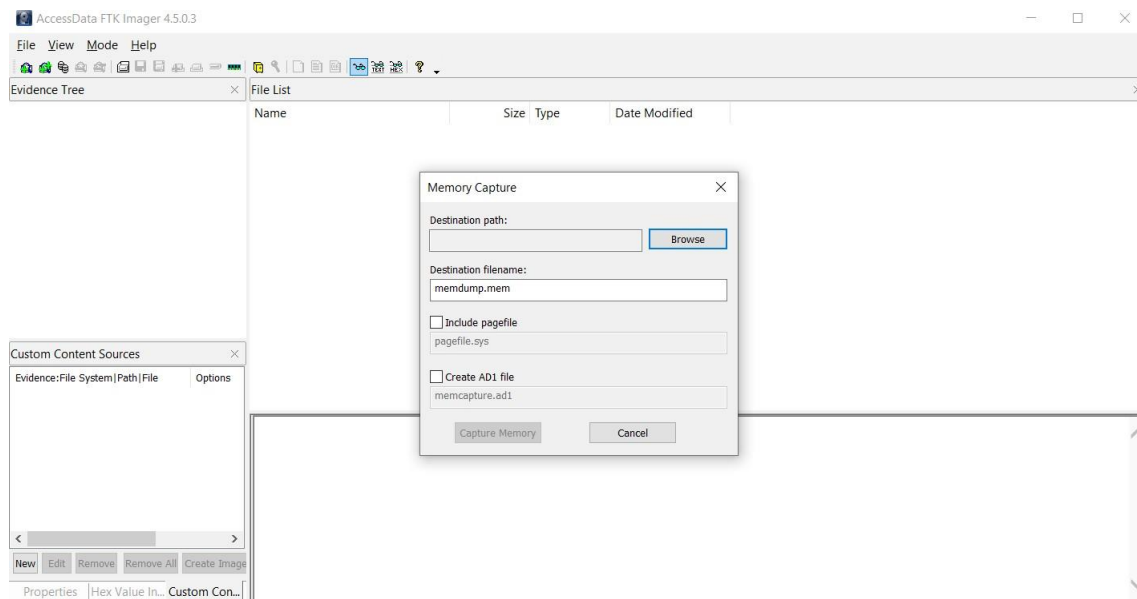 AccessData FTK Imager 4.5.0.3
File View Mode Help
Evidence Tree
File List
Name Size Type Date Modified
Memory Capture
Destination path:
Browse
Destination filename:
memdump.mem
Include pagefile
pagefile.sys
Create AD1 file
memcapture.ad1
Capture Memory Cancel
Custom Content Sources
Evidence:File System|Path|File Options
New Edit Remove Remove All Create Image
Properties Hex Value In... Custom Con...